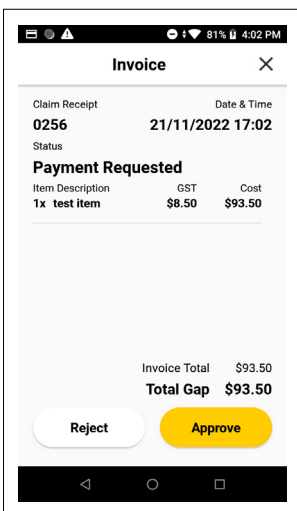 81% 4:02 PM
Invoice
Claim Receipt Date & Time
0256 21/11/2022 17:02
Status
Payment Requested
Item Description GST Cost
1x test item $8.50 $93.50
Invoice Total $93.50
Total Gap $93.50
Reject Approve